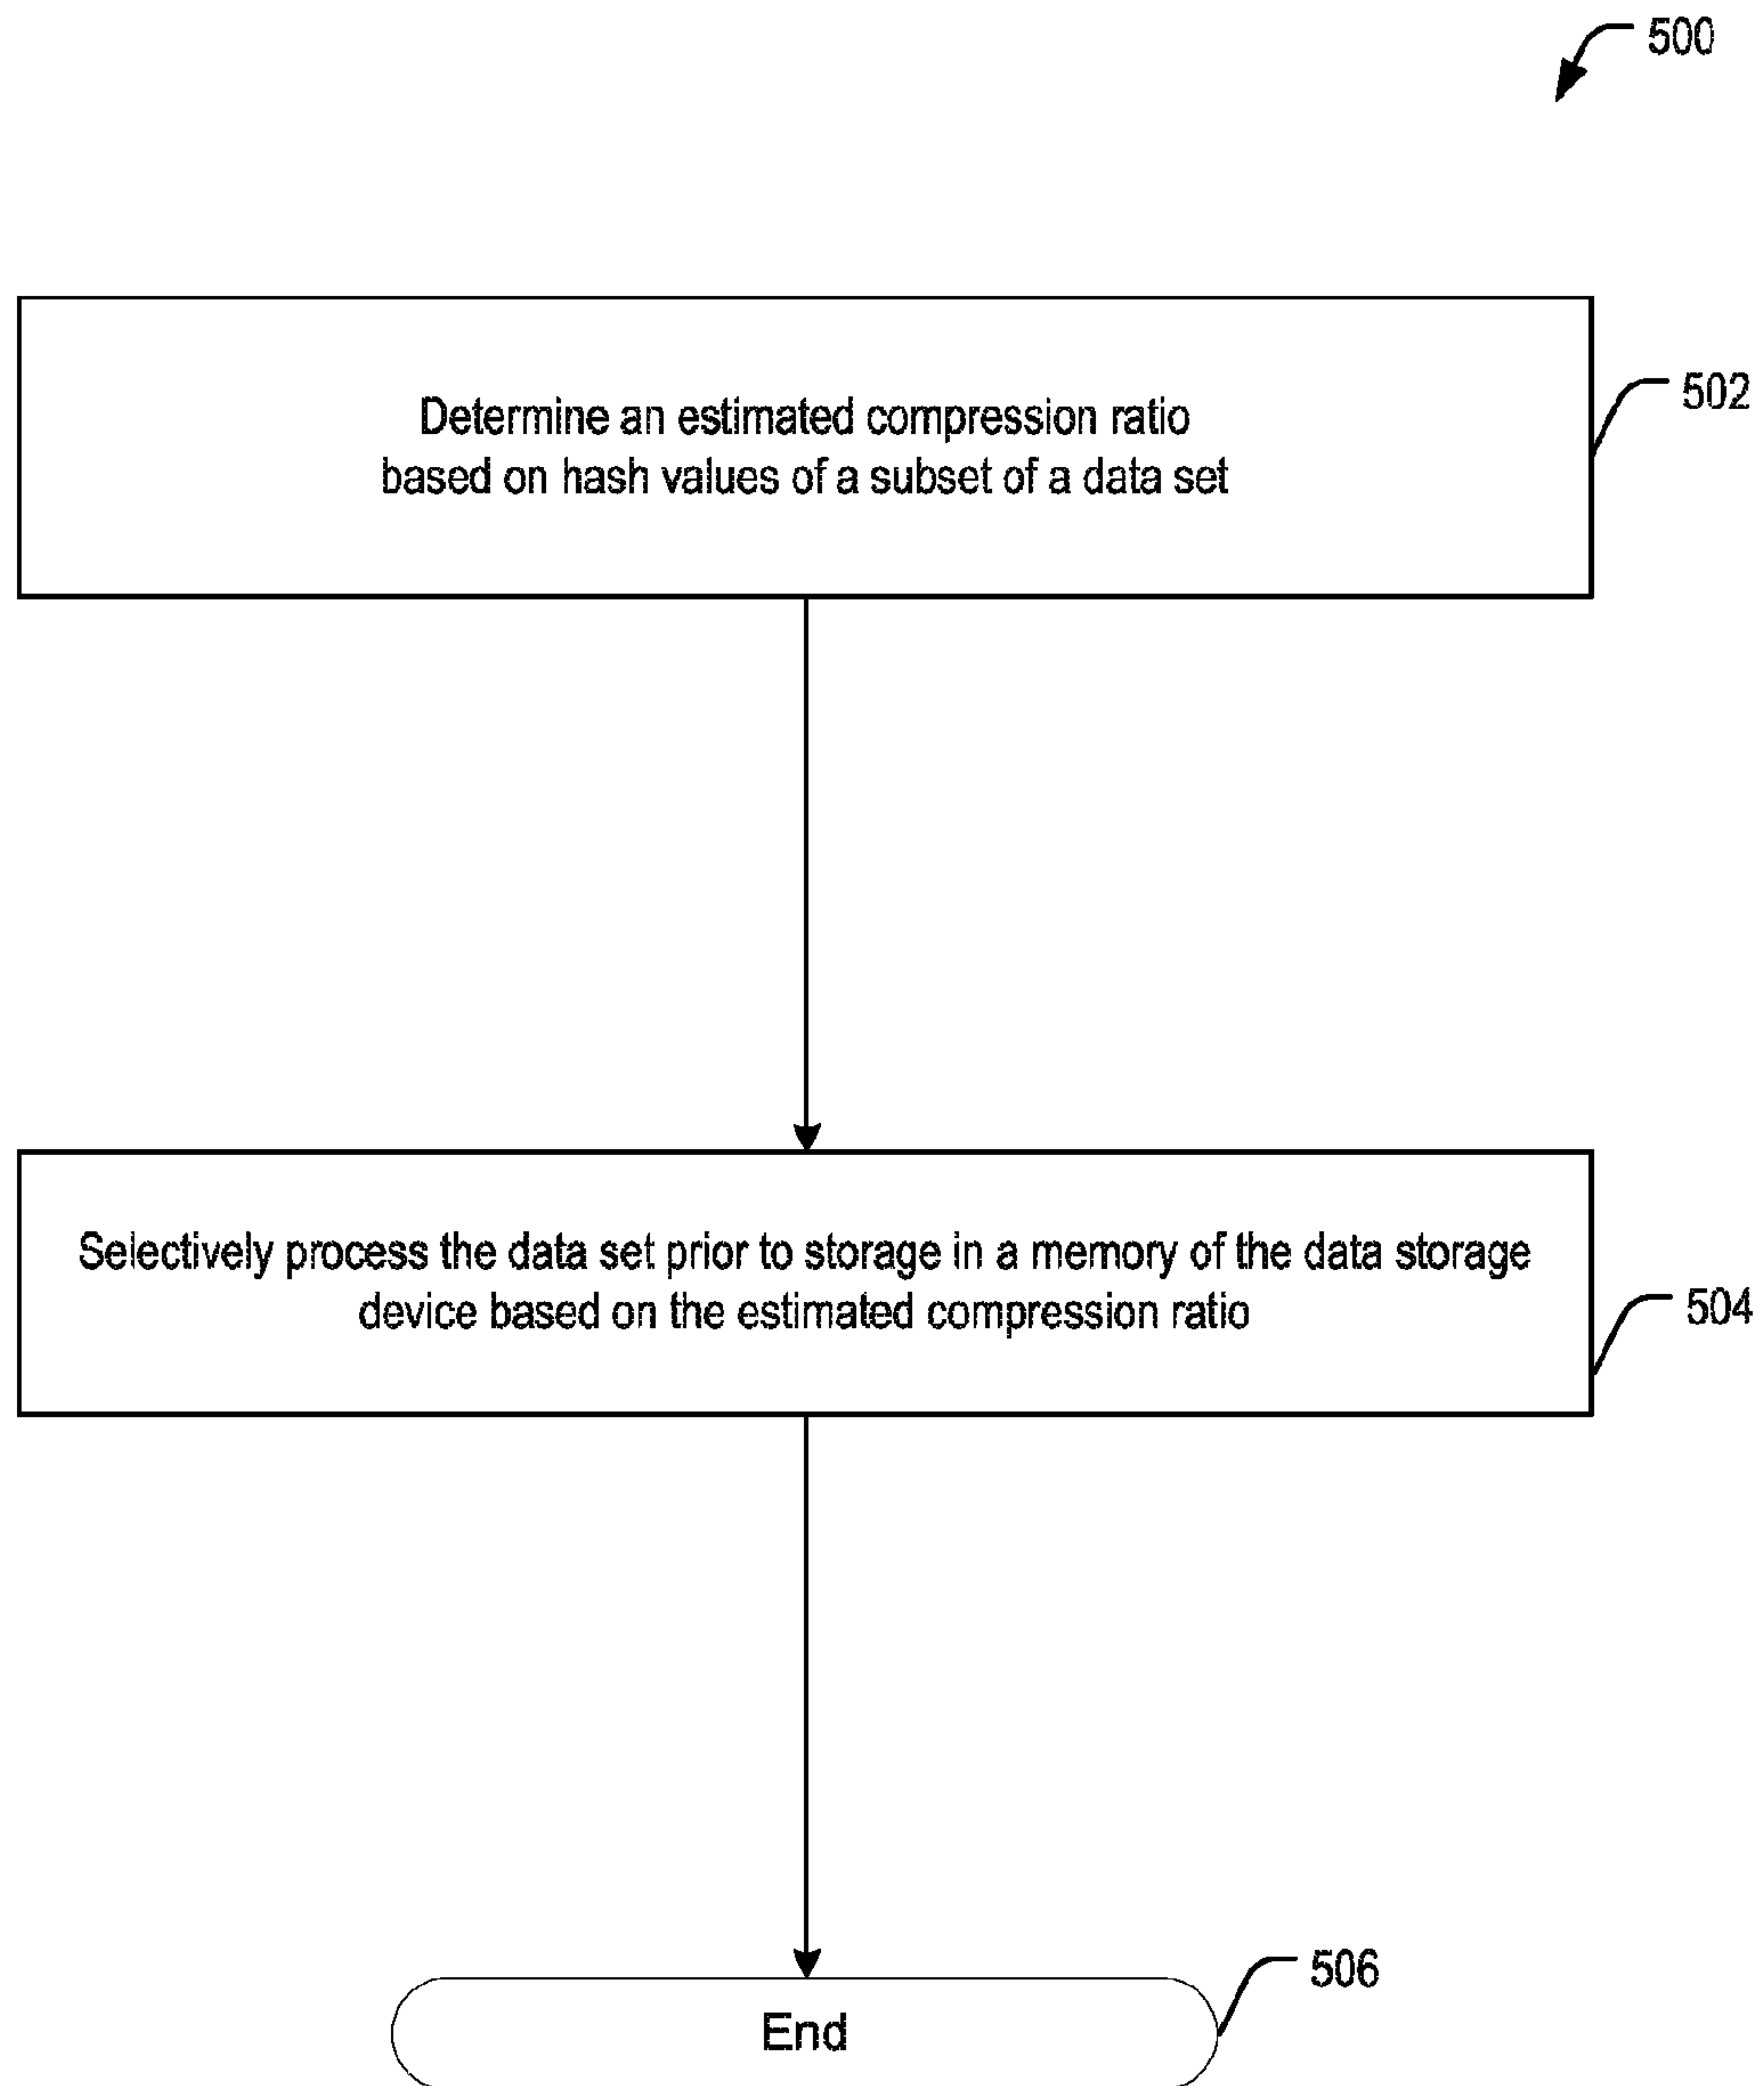 500
Determine an estimated compression ratio
based on hash values of a subset of a data set
502
Selectively process the data set prior to storage in a memory of the data storage
device based on the estimated compression ratio
504
506
End